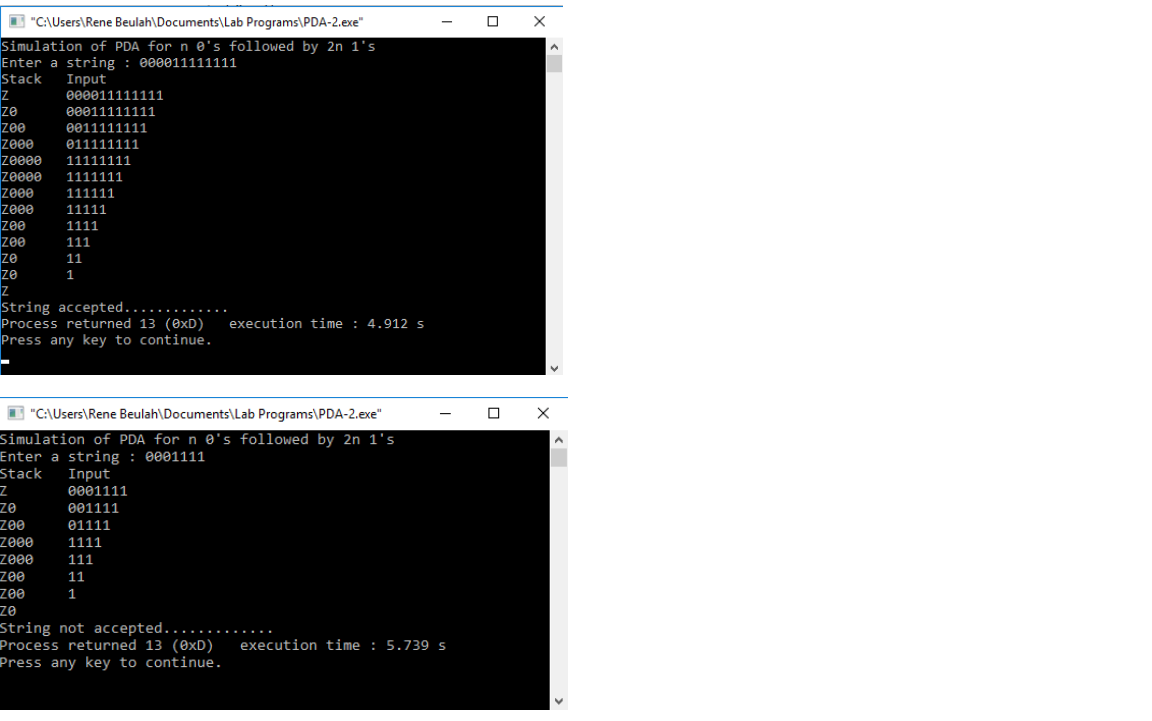 "C:\Users\Rene Beulah\Documents\Lab Programs\PDA-2.exe"
Simulation of PDA for n 0's followed by 2n 1's
Enter a string : 000011111111
Stack Input
Z 000011111111
Z0 00011111111
Z00 0011111111
Z000 011111111
Z0000 11111111
Z0000 1111111
Z000 111111
Z000 11111
Z00 1111
Z00 111
Z0 11
Z0 1
Z
String accepted.............
Process returned 13 (0xD) execution time : 4.912 s
Press any key to continue.
"C:\Users\Rene Beulah\Documents\Lab Programs\PDA-2.exe"
Simulation of PDA for n 0's followed by 2n 1's
Enter a string : 0001111
Stack Input
Z 0001111
Z0 001111
Z00 01111
Z000 1111
Z000 111
Z00 11
Z00 1
Z0
String not accepted.............
Process returned 13 (0xD) execution time : 5.739 s
Press any key to continue.